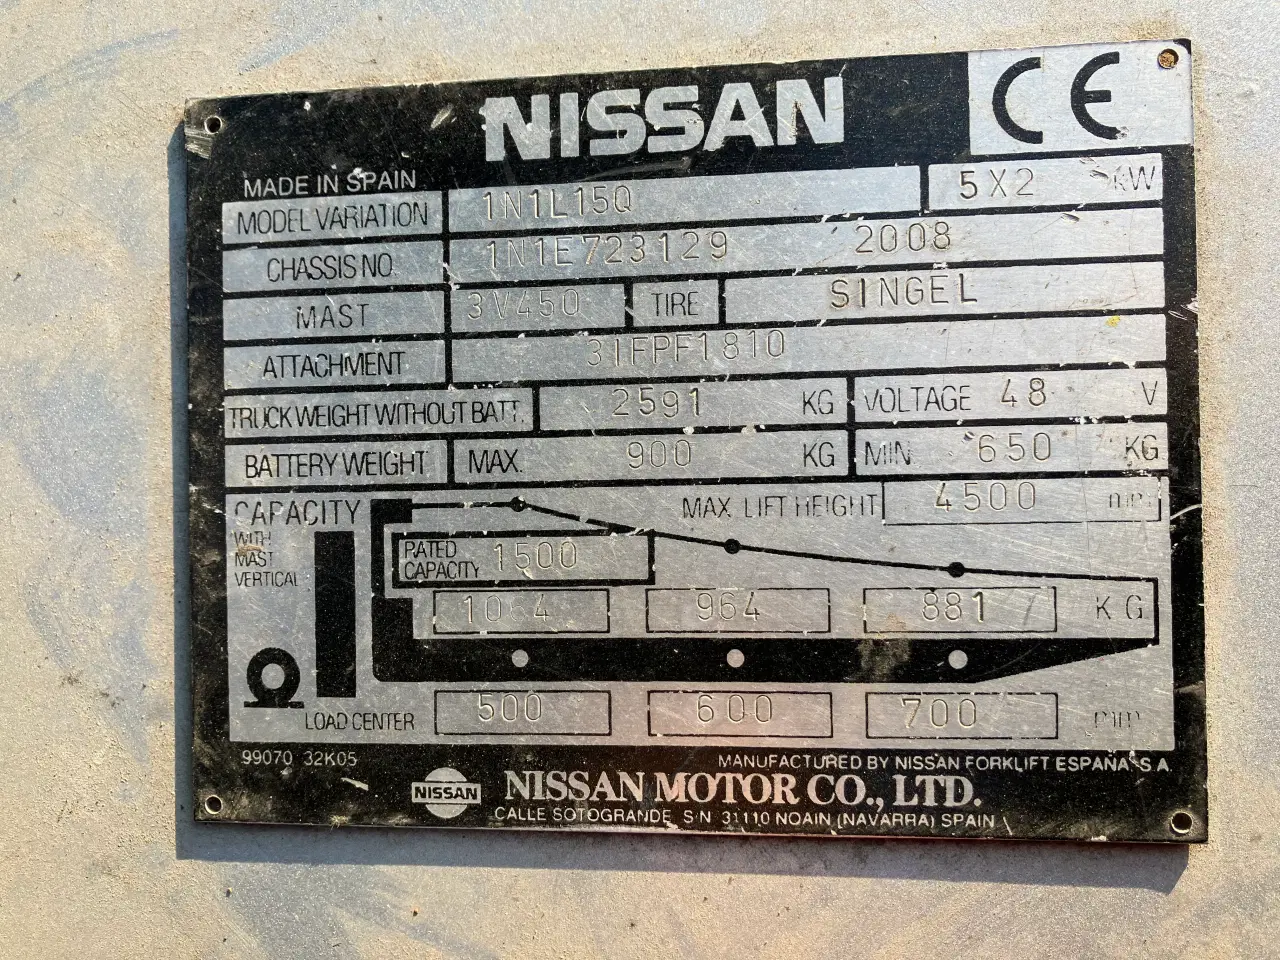 NISSAN CE
MADE IN SPAIN
MODEL VARIATION 1N1L15Q 5X2 KW
CHASSIS NO. 1N1E723129 2008
MAST 3V450 TIRE SINGEL
ATTACHMENT 3IFPF1810
TRUCK WEIGHT WITHOUT BATT. 2591 KG VOLTAGE 48 V
BATTERY WEIGHT MAX. 900 KG MIN 650 KG
CAPACITY MAX. LIFT HEIGHT 4500 mm
WITH
MAST
VERTICAL
RATED
CAPACITY 1500
1064 964 881 KG
LOAD CENTER 500 600 700 mm
99070 32K05 MANUFACTURED BY NISSAN FORKLIFT ESPAÑA S.A.
NISSAN NISSAN MOTOR CO., LTD.
CALLE SOTOGRANDE S/N 31110 NOAIN (NAVARRA) SPAIN